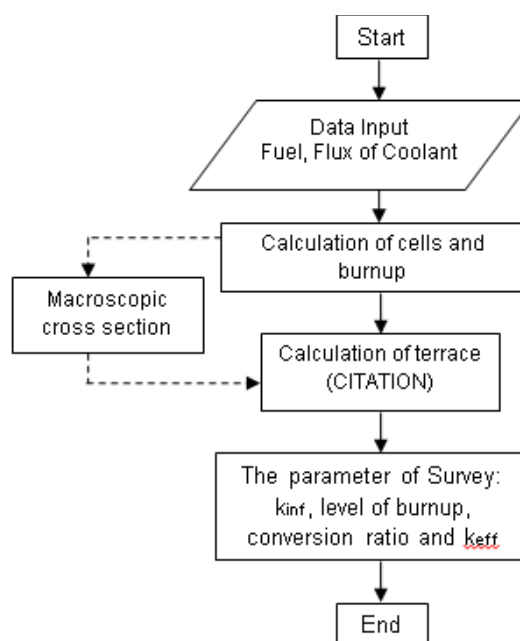 Start
Data Input
Fuel, Flux of Coolant
Calculation of cells and
burnup
Macroscopic
cross section
Calculation of terrace
(CITATION)
The parameter of Survey:
kinf, level of burnup,
conversion ratio and keff
End